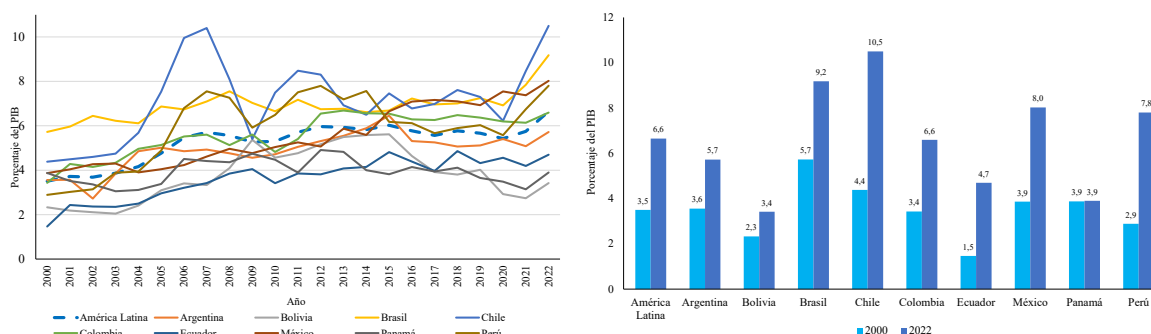 Porcentaje del PIB
10
8
6
4
2
0
2000 2001 2002 2003 2004 2005 2006 2007 2008 2009 2010 2011 2012 2013 2014 2015 2016 2017 2018 2019 2020 2021 2022
Año
América Latina Argentina Bolivia Brasil Chile
Colombia Ecuador México Panamá Perú
Porcentaje del PIB
12
10
8
6
4
2
0
3,5 6,6 3,6 5,7 2,3 3,4 5,7 9,2 4,4 10,5 3,4 6,6 1,5 4,7 3,9 8,0 3,9 3,9 2,9 7,8
América Latina Argentina Bolivia Brasil Chile Colombia Ecuador México Panamá Perú
2000 2022